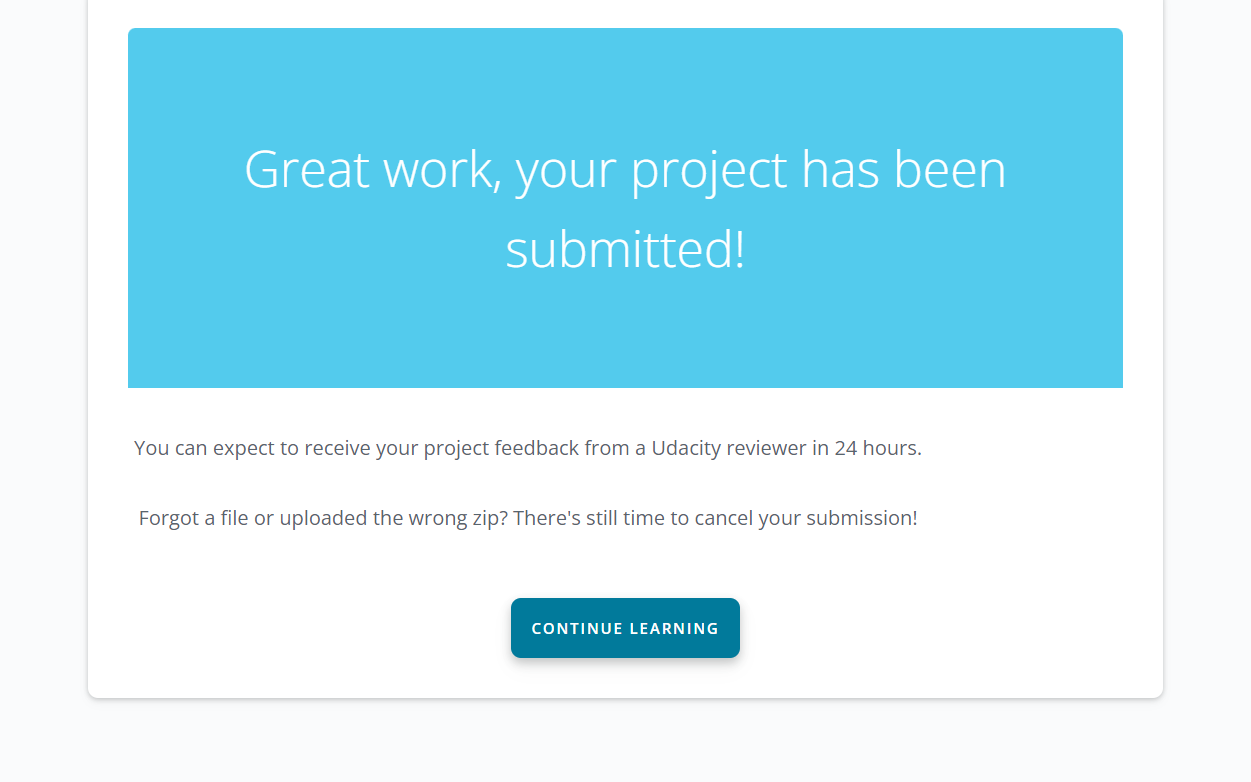 Great work, your project has been
submitted!
You can expect to receive your project feedback from a Udacity reviewer in 24 hours.
Forgot a file or uploaded the wrong zip? There's still time to cancel your submission!
CONTINUE LEARNING